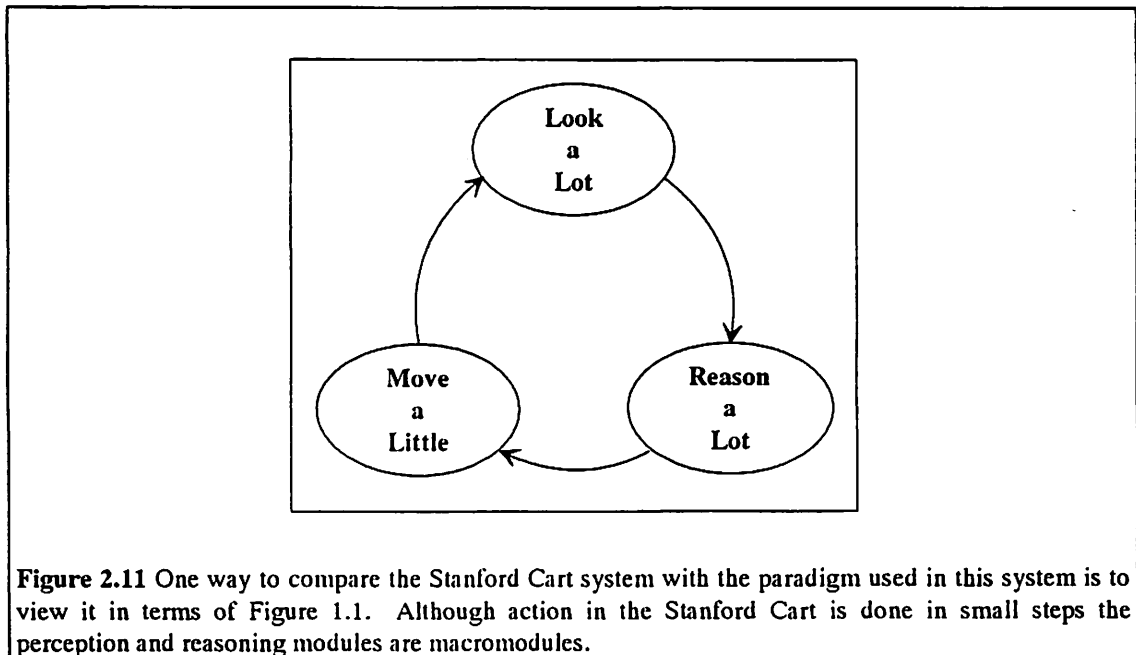 Look
a
Lot
Move
a
Little
Reason
a
Lot
Figure 2.11 One way to compare the Stanford Cart system with the paradigm used in this system is to
view it in terms of Figure 1.1. Although action in the Stanford Cart is done in small steps the
perception and reasoning modules are macromodules.